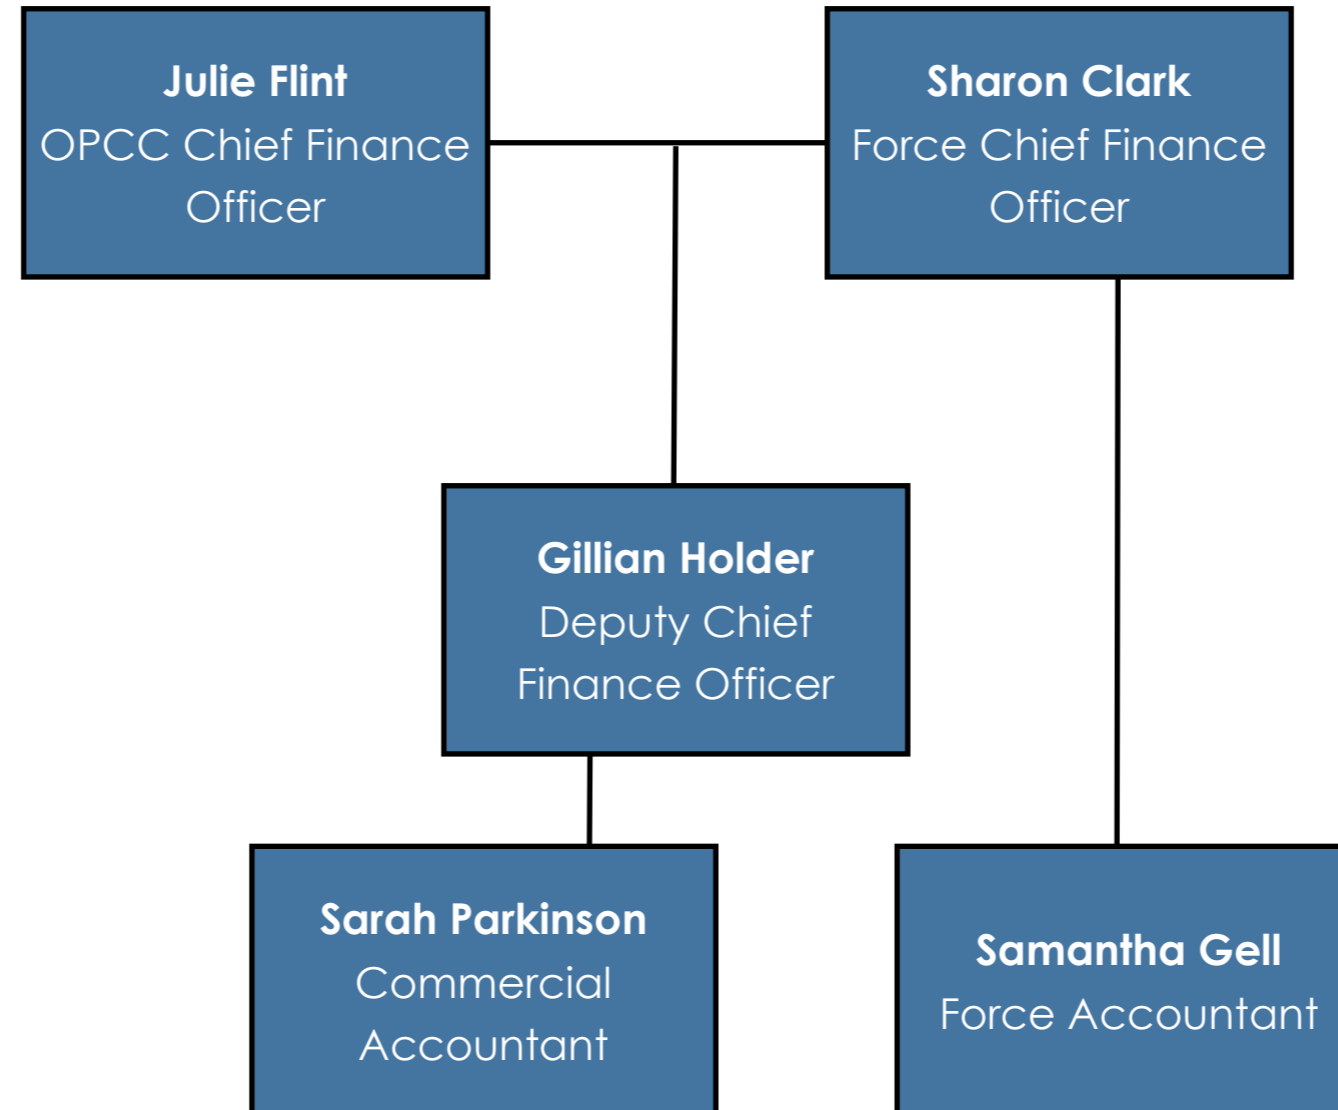 Julie Flint
OPCC Chief Finance
Officer
Sharon Clark
Force Chief Finance
Officer
Gillian Holder
Deputy Chief
Finance Officer
Sarah Parkinson
Commercial
Accountant
Samantha Gell
Force Accountant